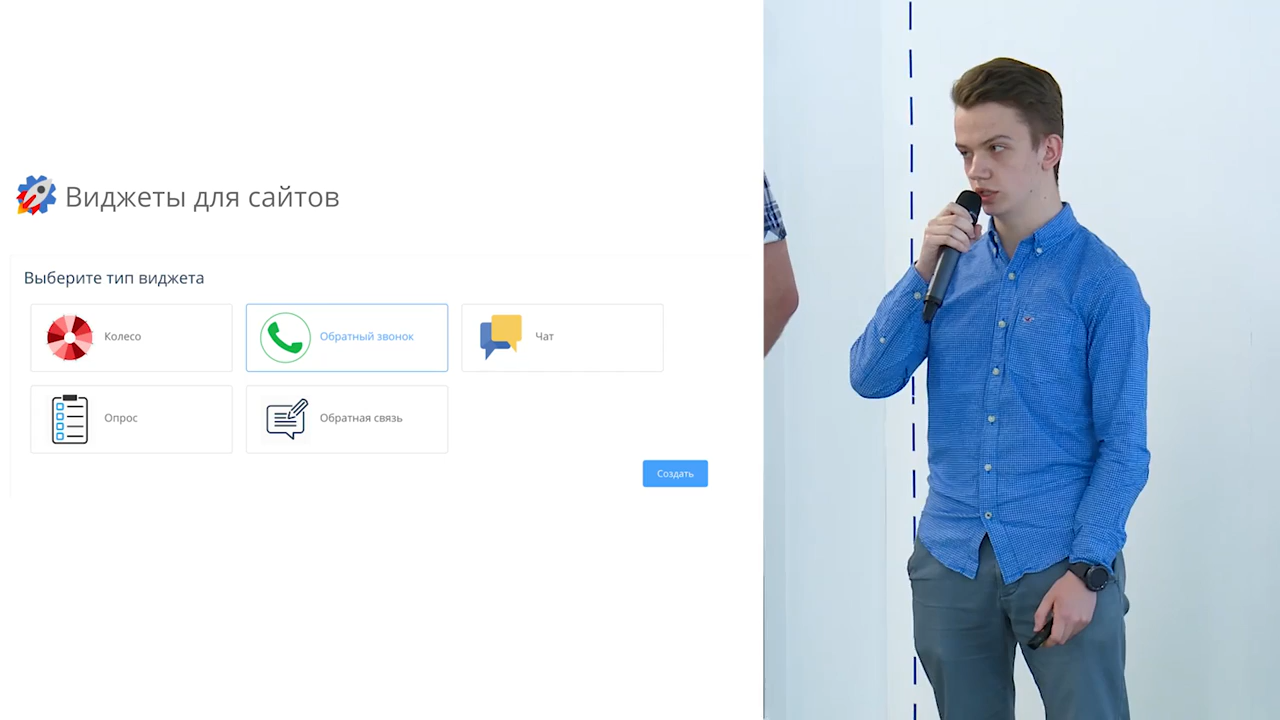 Виджеты для сайтов
Выберите тип виджета
Колесо
Обратный звонок
Чат
Опрос
Обратная связь
Создать